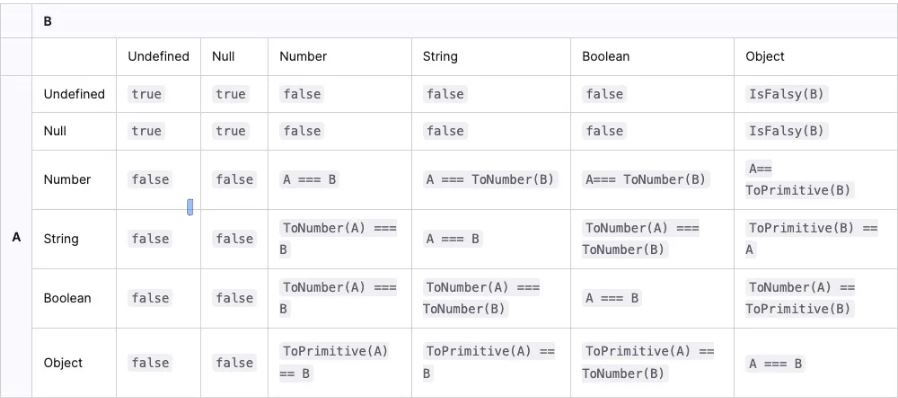 B
Undefined Null Number String Boolean Object
Undefined true true false false false IsFalsy(B)
Null true true false false false IsFalsy(B)
Number false false A === B A === ToNumber(B) A=== ToNumber(B) A== ToPrimitive(B)
A
String false false ToNumber(A) === B A === B ToNumber(A) === ToNumber(B) ToPrimitive(B) == A
Boolean false false ToNumber(A) === B ToNumber(A) === ToNumber(B) A === B ToNumber(A) == ToPrimitive(B)
Object false false ToPrimitive(A) == B ToPrimitive(A) == B ToPrimitive(A) == ToNumber(B) A === B